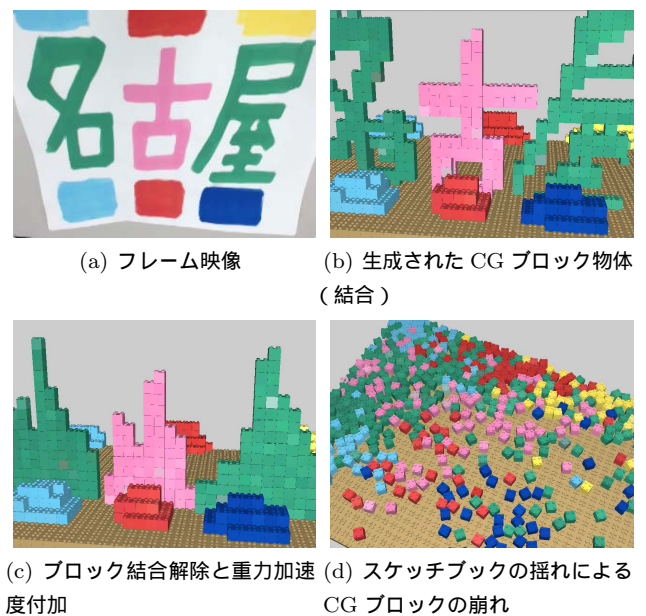 名古屋
(a) フレーム映像
(b) 生成された CG ブロック物体
(結合)
(c) ブロック結合解除と重力加速
度付加
(d) スケッチブックの揺れによる
CG ブロックの崩れ